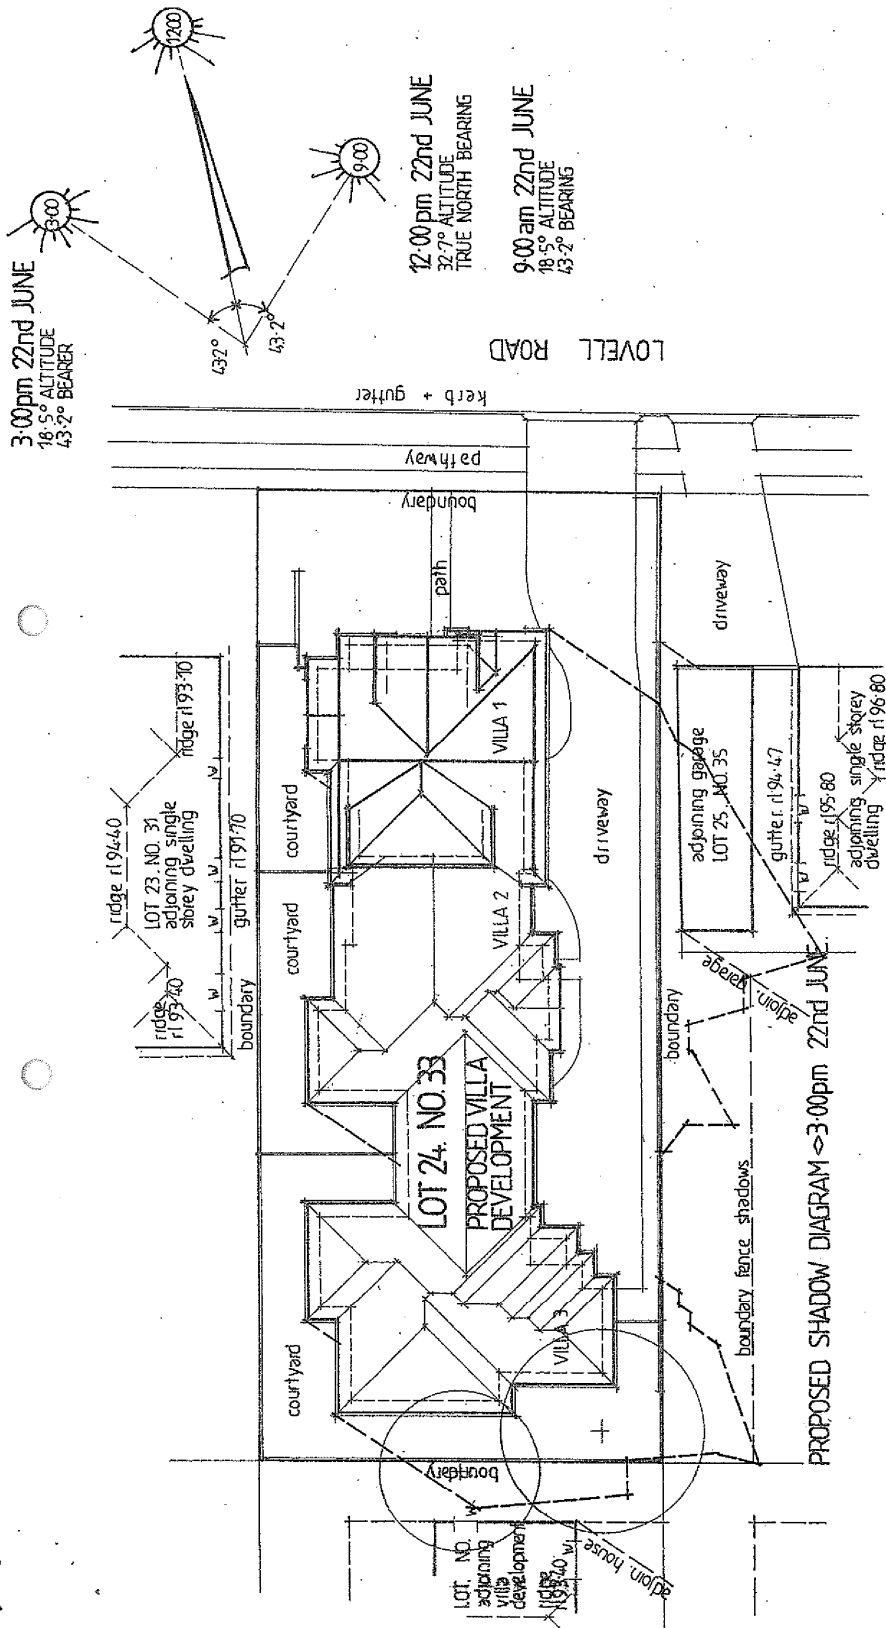 12:00
3:00
9:00
3·00pm 22nd JUNE
18·5° ALTITUDE
43·2° BEARER
43·2°
43·2°
12·00pm 22nd JUNE
32·7° ALTITUDE
TRUE NORTH BEARING
9·00am 22nd JUNE
18·5° ALTITUDE
43·2° BEARING
LOVELL ROAD
kerb + gutter
pathway
boundary
path
driveway
ridge rl 94·40
ridge rl 93·10
LOT 23. NO. 31
adjoining single
storey dwelling
ridge
rl 93·40
w
w
w
w
gutter rl 91·70
boundary
courtyard
courtyard
courtyard
VILLA 1
VILLA 2
VILLA 3
LOT 24. NO. 33
PROPOSED VILLA
DEVELOPMENT
driveway
adjoining garage
LOT 25. NO. 35
gutter rl 94·47
w
w
ridge rl 95·80
adjoining single storey
dwelling
ridge rl 96·80
adjoin. garage
boundary
boundary fence shadows
boundary
w
LOT. NO.
adjoining
villa
development
ridge
w
adjoin. house
PROPOSED SHADOW DIAGRAM <>3·00pm 22nd JUNE